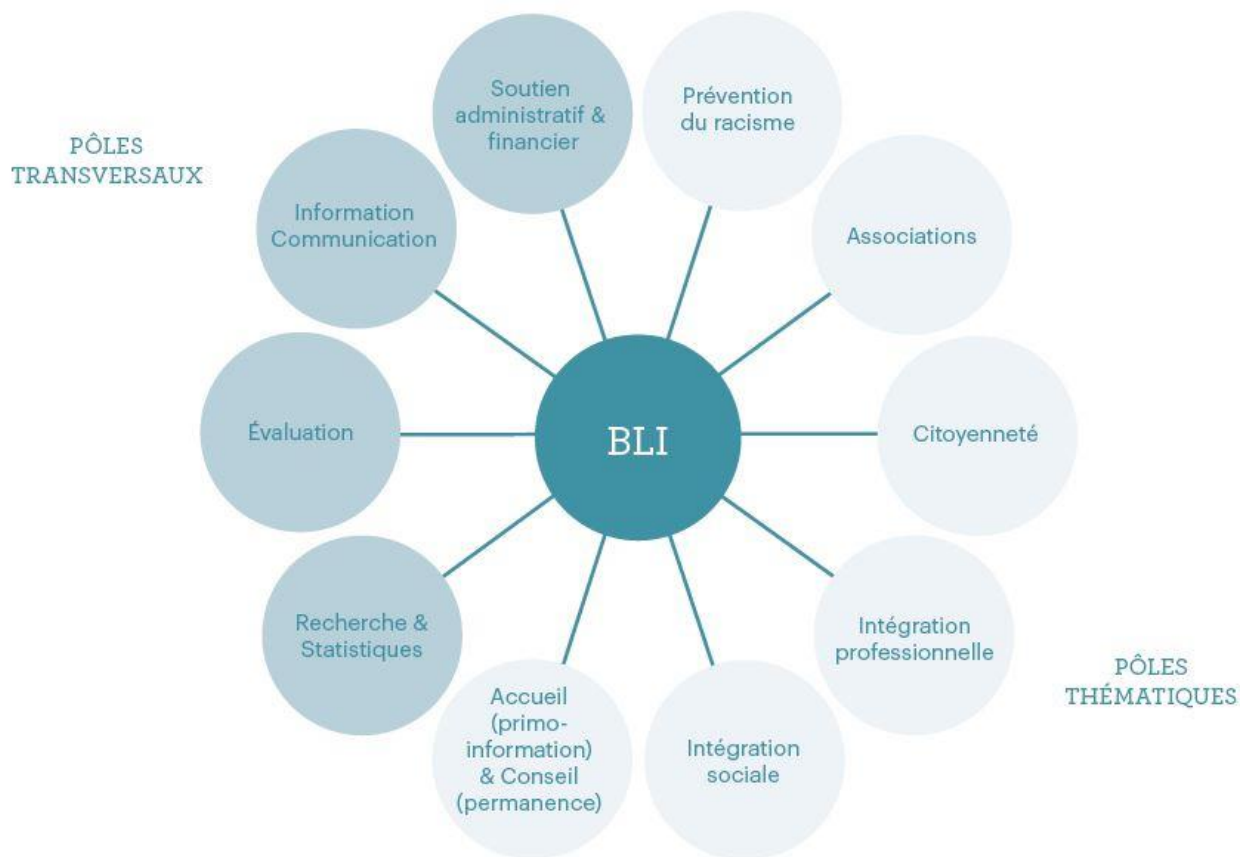 PÔLES
TRANSVERSAUX
Soutien
administratif &
financier
Prévention
du racisme
Information
Communication
Associations
Évaluation
BLI
Citoyenneté
Recherche &
Statistiques
Intégration
professionnelle
Accueil
(primo-
information)
& Conseil
(permanence)
Intégration
sociale
PÔLES
THÉMATIQUES